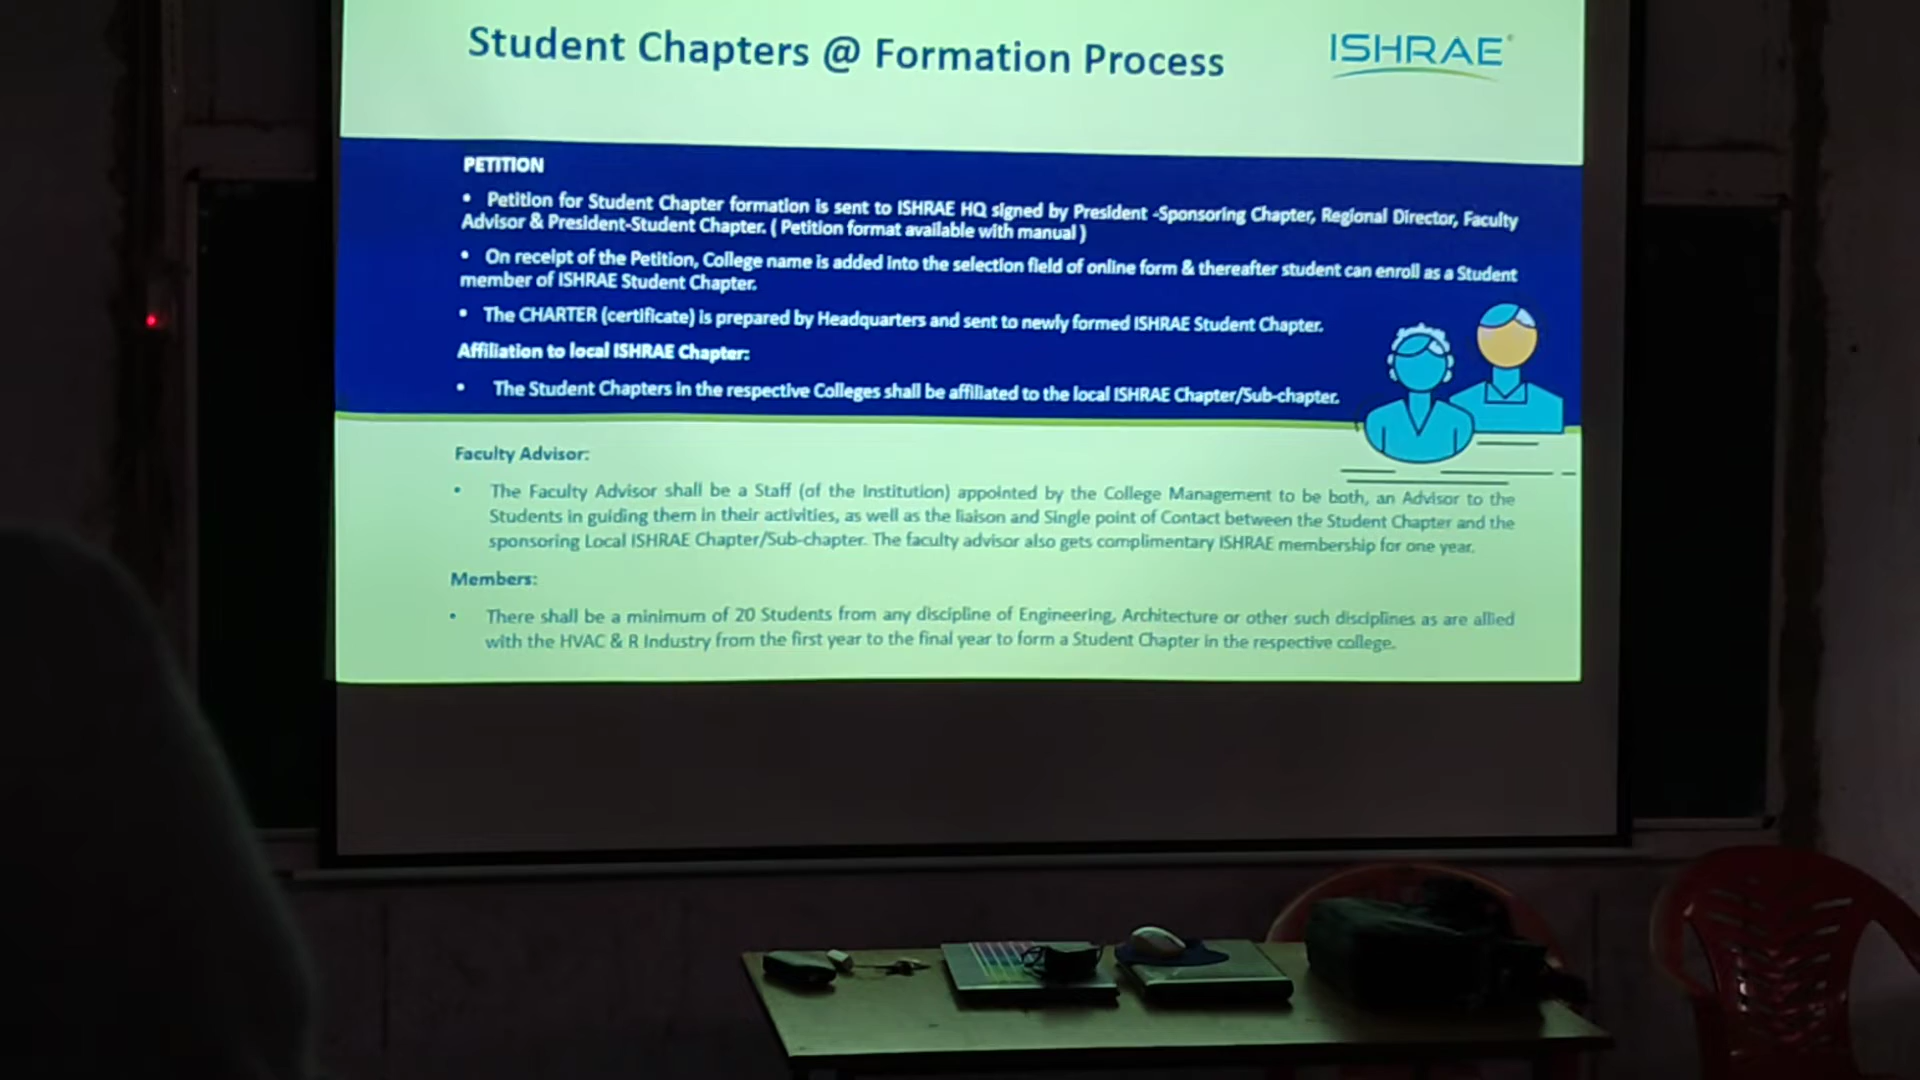 Student Chapters @ Formation Process
ISHRAE
PETITION
• Petition for Student Chapter formation is sent to ISHRAE HQ signed by President -Sponsoring Chapter, Regional Director, Faculty
Advisor & President-Student Chapter. ( Petition format available with manual )
• On receipt of the Petition, College name is added into the selection field of online form & thereafter student can enroll as a Student
member of ISHRAE Student Chapter.
• The CHARTER (certificate) is prepared by Headquarters and sent to newly formed ISHRAE Student Chapter.
Affiliation to local ISHRAE Chapter:
• The Student Chapters in the respective Colleges shall be affiliated to the local ISHRAE Chapter/Sub-chapter.
Faculty Advisor:
• The Faculty Advisor shall be a Staff (of the Institution) appointed by the College Management to be both, an Advisor to the
Students in guiding them in their activities, as well as the liaison and Single point of Contact between the Student Chapter and the
sponsoring Local ISHRAE Chapter/Sub-chapter. The faculty advisor also gets complimentary ISHRAE membership for one year.
Members:
• There shall be a minimum of 20 Students from any discipline of Engineering, Architecture or other such disciplines as are allied
with the HVAC & R Industry from the first year to the final year to form a Student Chapter in the respective college.